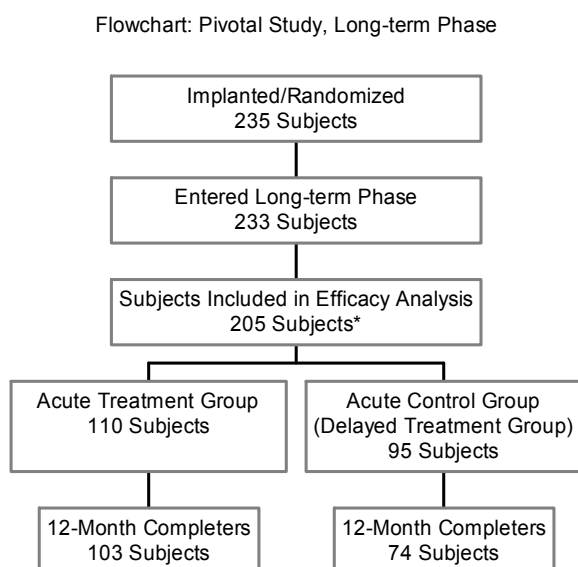 Flowchart: Pivotal Study, Long-term Phase
Implanted/Randomized
235 Subjects
Entered Long-term Phase
233 Subjects
Subjects Included in Efficacy Analysis
205 Subjects*
Acute Treatment Group
110 Subjects
Acute Control Group
(Delayed Treatment Group)
95 Subjects
12-Month Completers
103 Subjects
12-Month Completers
74 Subjects